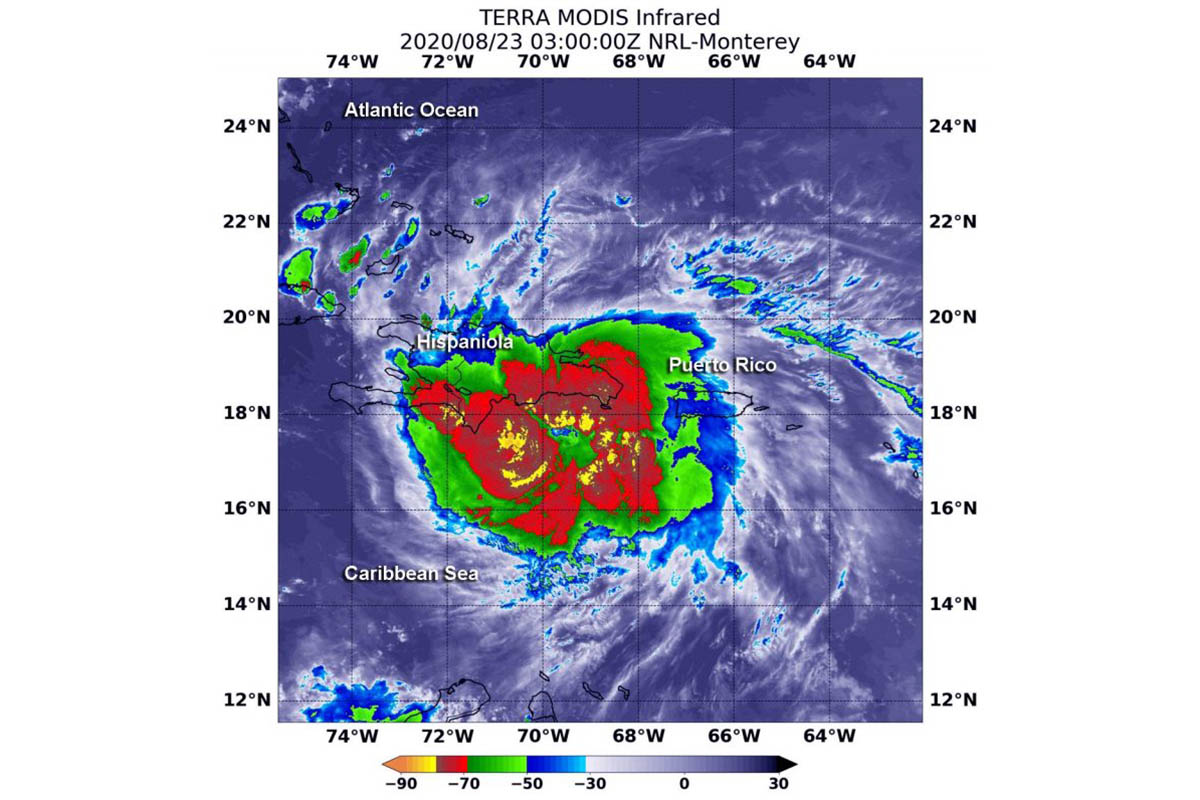 TERRA MODIS Infrared
2020/08/23 03:00:00Z NRL-Monterey
74°W 72°W 70°W 68°W 66°W 64°W
Atlantic Ocean
24°N 24°N
22°N 22°N
20°N 20°N
Hispaniola
Puerto Rico
18°N 18°N
16°N 16°N
Caribbean Sea
14°N 14°N
12°N 12°N
74°W 72°W 70°W 68°W 66°W 64°W
−90 −70 −50 −30 0 30